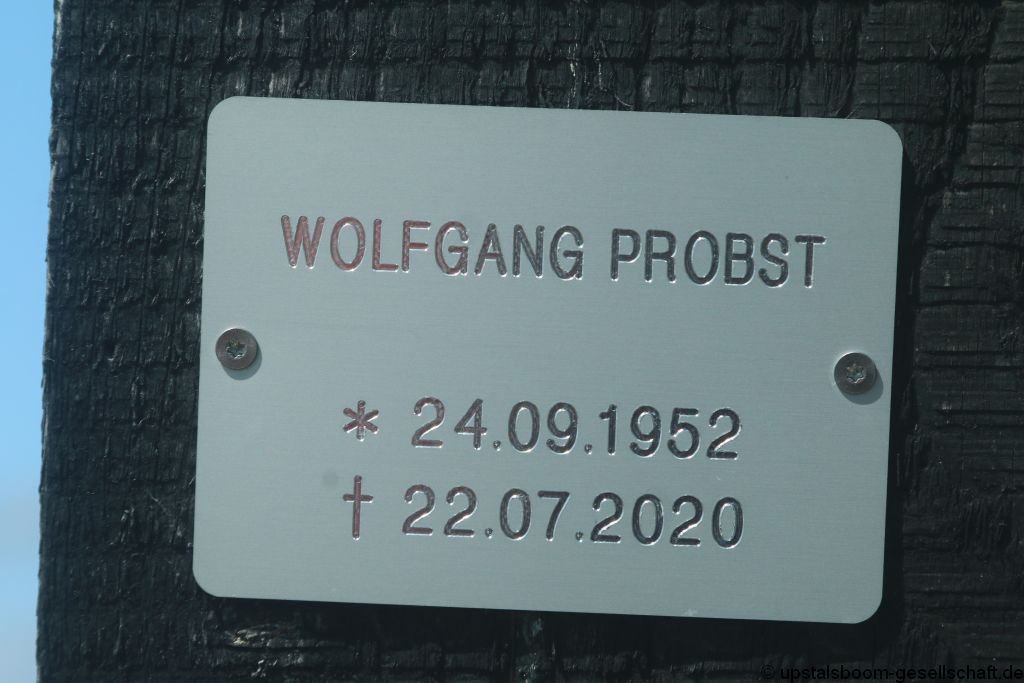 WOLFGANG PROBST
* 24.09.1952
† 22.07.2020
© upstalsboom-gesellschaft.de